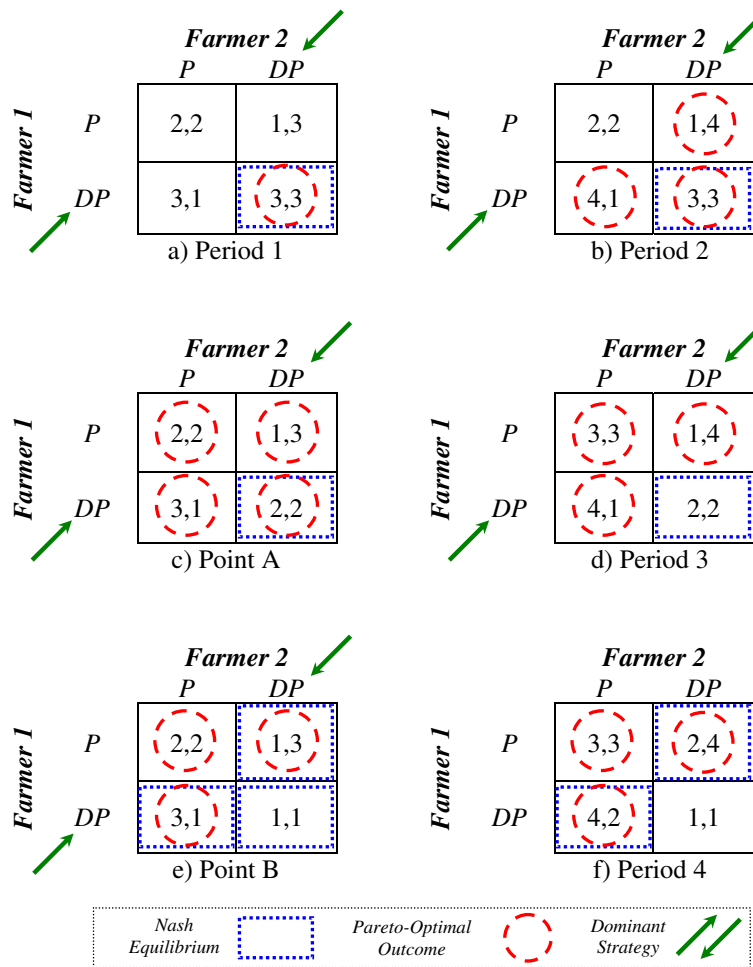 Farmer 2
Farmer 2
P DP
P DP
Farmer 1
P 2,2 1,3
DP 3,1 3,3
a) Period 1
Farmer 1
P 2,2 1,4
DP 4,1 3,3
b) Period 2
Farmer 2
Farmer 2
P DP
P DP
Farmer 1
P 2,2 1,3
DP 3,1 2,2
c) Point A
Farmer 1
P 3,3 1,4
DP 4,1 2,2
d) Period 3
Farmer 2
Farmer 2
P DP
P DP
Farmer 1
P 2,2 1,3
DP 3,1 1,1
e) Point B
Farmer 1
P 3,3 2,4
DP 4,2 1,1
f) Period 4
Nash
Equilibrium
Pareto-Optimal
Outcome
Dominant
Strategy